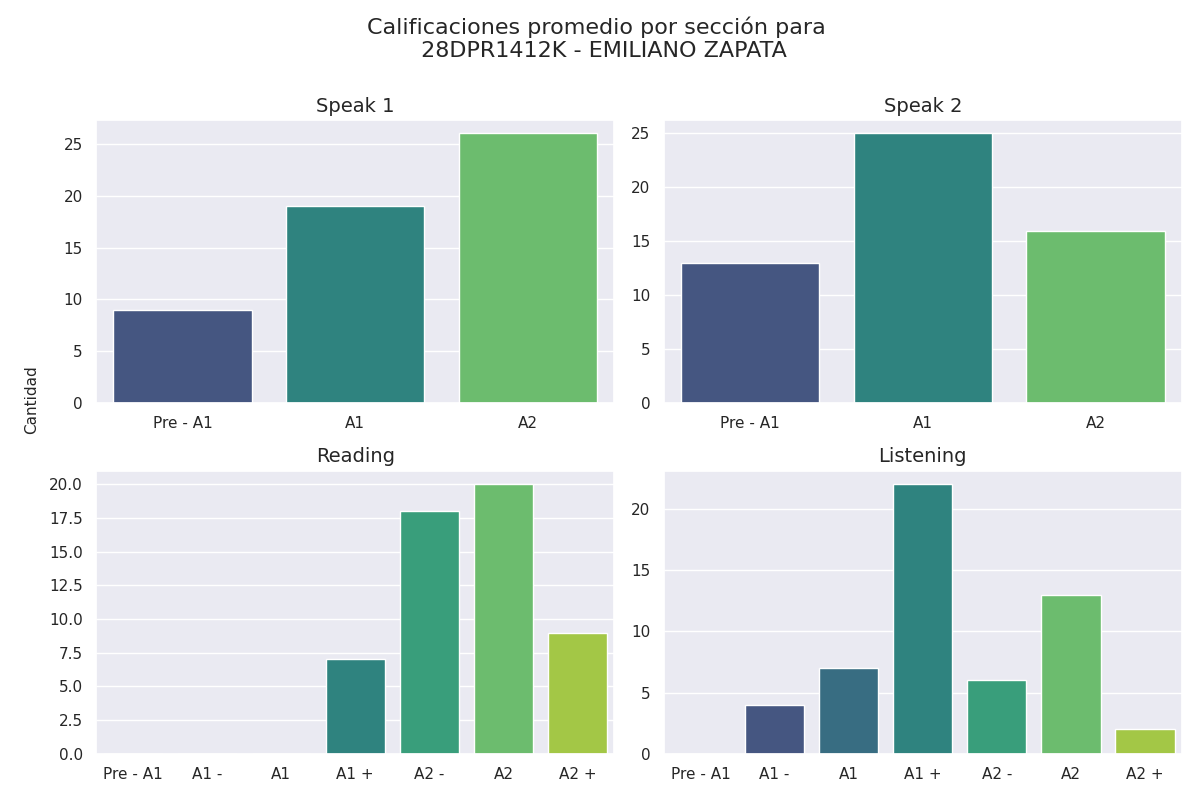 Calificaciones promedio por sección para
28DPR1412K - EMILIANO ZAPATA
Speak 1
25
20
15
10
5
0
Pre - A1 A1 A2
Speak 2
25
20
15
10
5
0
Pre - A1 A1 A2
Cantidad
Reading
20.0
17.5
15.0
12.5
10.0
7.5
5.0
2.5
0.0
Pre - A1 A1 - A1 A1 + A2 - A2 A2 +
Listening
20
15
10
5
0
Pre - A1 A1 - A1 A1 + A2 - A2 A2 +